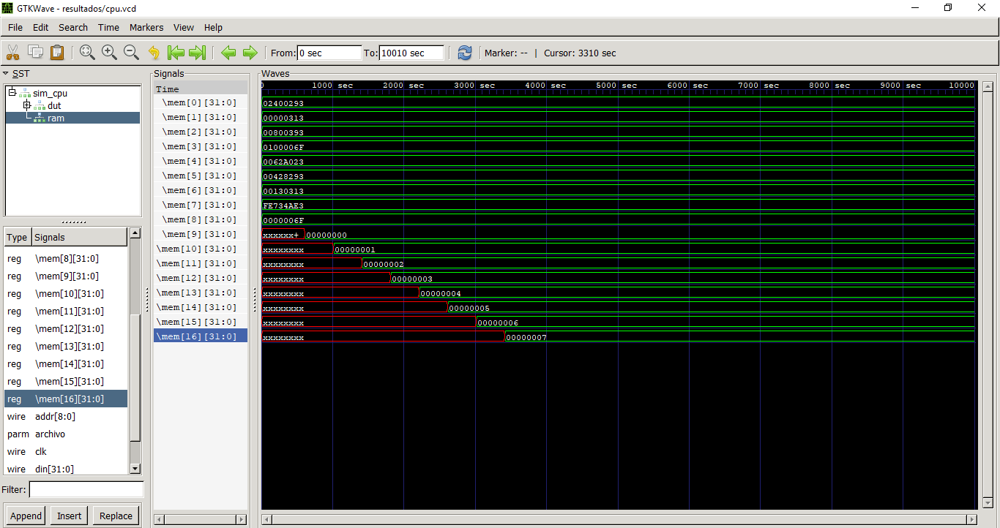 GTKWave - resultados/cpu.vcd
File Edit Search Time Markers View Help
From: 0 sec To: 10010 sec Marker: -- | Cursor: 3310 sec
SST
sim_cpu
dut
ram
Type Signals
reg \mem[8][31:0]
reg \mem[9][31:0]
reg \mem[10][31:0]
reg \mem[11][31:0]
reg \mem[12][31:0]
reg \mem[13][31:0]
reg \mem[14][31:0]
reg \mem[15][31:0]
reg \mem[16][31:0]
wire addr[8:0]
parm archivo
wire clk
wire din[31:0]
Filter:
Append Insert Replace
Signals
Time
\mem[0][31:0]
\mem[1][31:0]
\mem[2][31:0]
\mem[3][31:0]
\mem[4][31:0]
\mem[5][31:0]
\mem[6][31:0]
\mem[7][31:0]
\mem[8][31:0]
\mem[9][31:0]
\mem[10][31:0]
\mem[11][31:0]
\mem[12][31:0]
\mem[13][31:0]
\mem[14][31:0]
\mem[15][31:0]
\mem[16][31:0]
Waves
0 1000 sec 2000 sec 3000 sec 4000 sec 5000 sec 6000 sec 7000 sec 8000 sec 9000 sec 10000
02400293
00000313
00800393
0100006F
0062A023
00428293
00130313
FE734AE3
0000006F
xxxxxx+ 00000000
xxxxxxxx 00000001
xxxxxxxx 00000002
xxxxxxxx 00000003
xxxxxxxx 00000004
xxxxxxxx 00000005
xxxxxxxx 00000006
xxxxxxxx 00000007